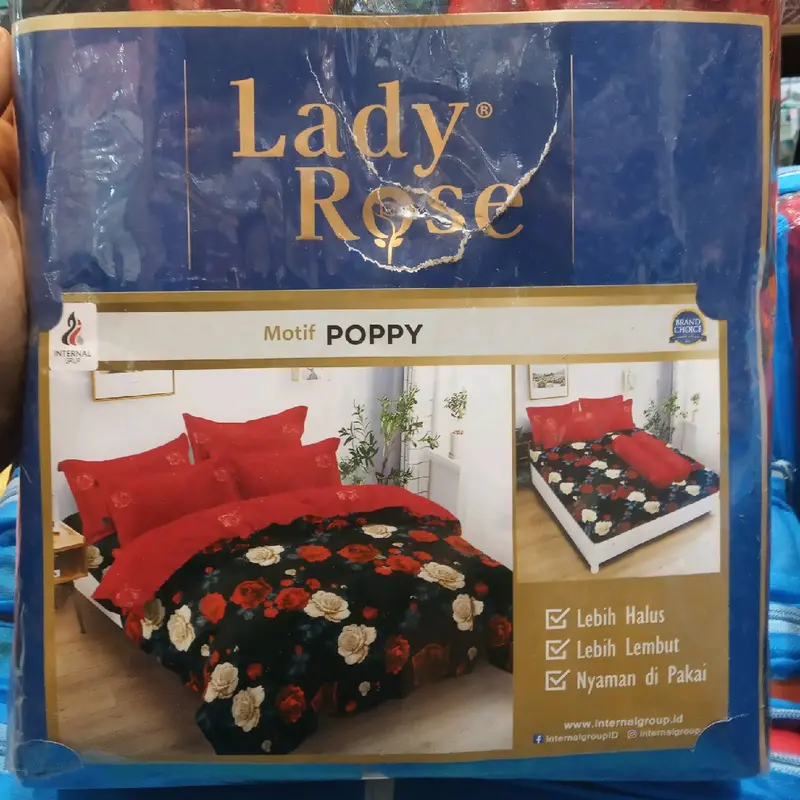 Lady®
Rose
Motif POPPY
INTERNAL
GRUP
BRAND
CHOICE
Lebih Halus
Lebih Lembut
Nyaman di Pakai
www.internalgroup.id
internalgroupID internalgroup